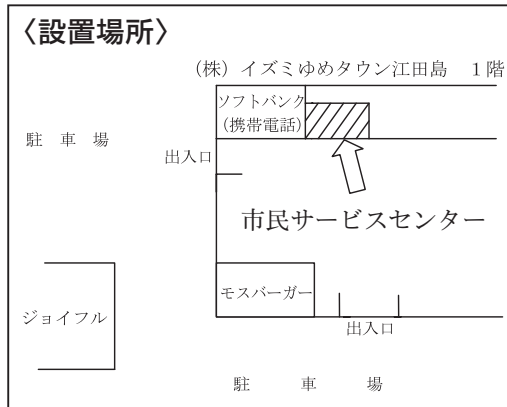 〈設置場所〉
(株) イズミゆめタウン江田島　1階
ソフトバンク
(携帯電話)
駐 車 場
出入口
市民サービスセンター
モスバーガー
ジョイフル
出入口
駐 車 場